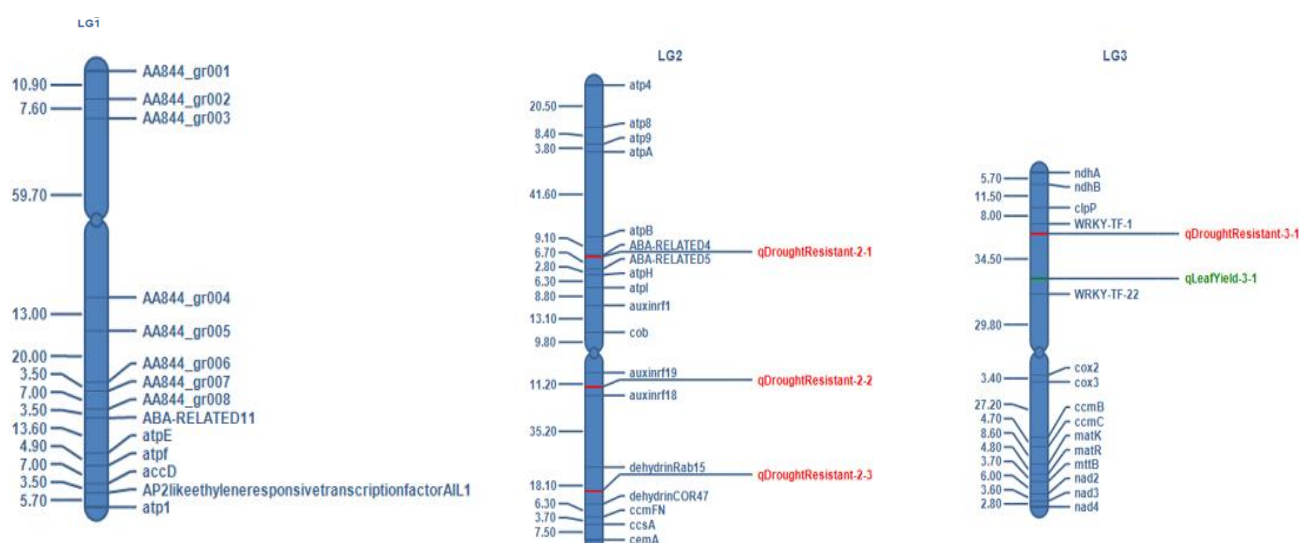 LG1
10.90
7.60
59.70
13.00
20.00
3.50
7.00
3.50
13.60
4.90
7.00
3.50
5.70
AA844_gr001
AA844_gr002
AA844_gr003
AA844_gr004
AA844_gr005
AA844_gr006
AA844_gr007
AA844_gr008
ABA-RELATED11
atpE
atpf
accD
AP2likeethyleneresponsivetranscriptionfactorAIL1
atp1
LG2
20.50
8.40
3.80
41.60
9.10
6.70
2.80
6.30
8.80
13.10
9.80
11.20
35.20
18.10
6.30
3.70
7.50
atp4
atp8
atp9
atpA
atpB
ABA-RELATED4
ABA-RELATED5
atpH
atpI
auxinrf1
cob
auxinrf19
auxinrf18
dehydrinRab15
dehydrinCOR47
ccmFN
ccsA
cemA
qDroughtResistant-2-1
qDroughtResistant-2-2
qDroughtResistant-2-3
LG3
5.70
11.50
8.00
34.50
29.80
3.40
27.20
4.70
8.60
4.80
3.70
6.00
3.60
2.80
ndhA
ndhB
clpP
WRKY-TF-1
WRKY-TF-22
cox2
cox3
ccmB
ccmC
matK
matR
mttB
nad2
nad3
nad4
qDroughtResistant-3-1
qLeafYield-3-1